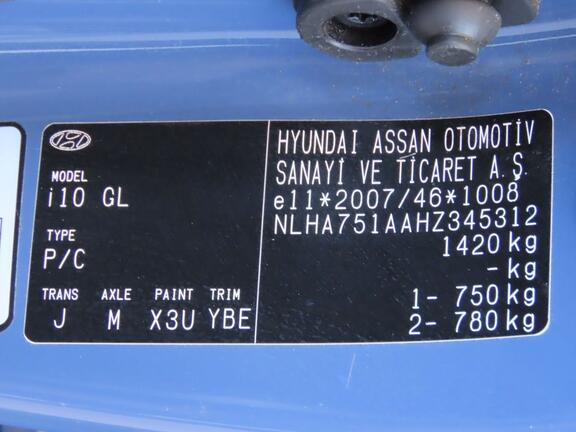 MODEL
i10 GL
TYPE
P/C
TRANS AXLE PAINT TRIM
J M X3U YBE
HYUNDAI ASSAN OTOMOTİV
SANAYİ VE TİCARET A.Ş
e11*2007/46*1008
NLHA751AAHZ345312
1420 kg
- kg
1- 750 kg
2- 780 kg